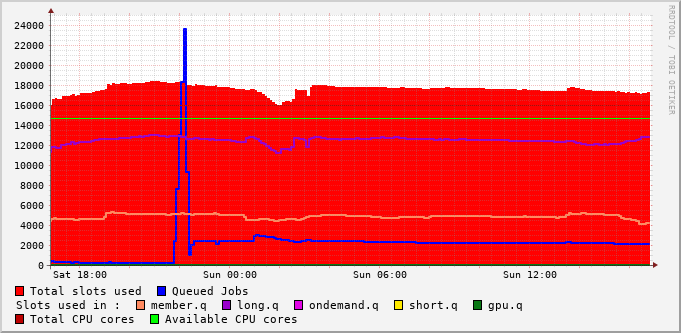 RRDTOOL / TOBI OETIKER
24000
22000
20000
18000
16000
14000
12000
10000
8000
6000
4000
2000
0
Sat 18:00 Sun 00:00 Sun 06:00 Sun 12:00
Total slots used Queued Jobs
Slots used in : member.q long.q ondemand.q short.q gpu.q
Total CPU cores Available CPU cores